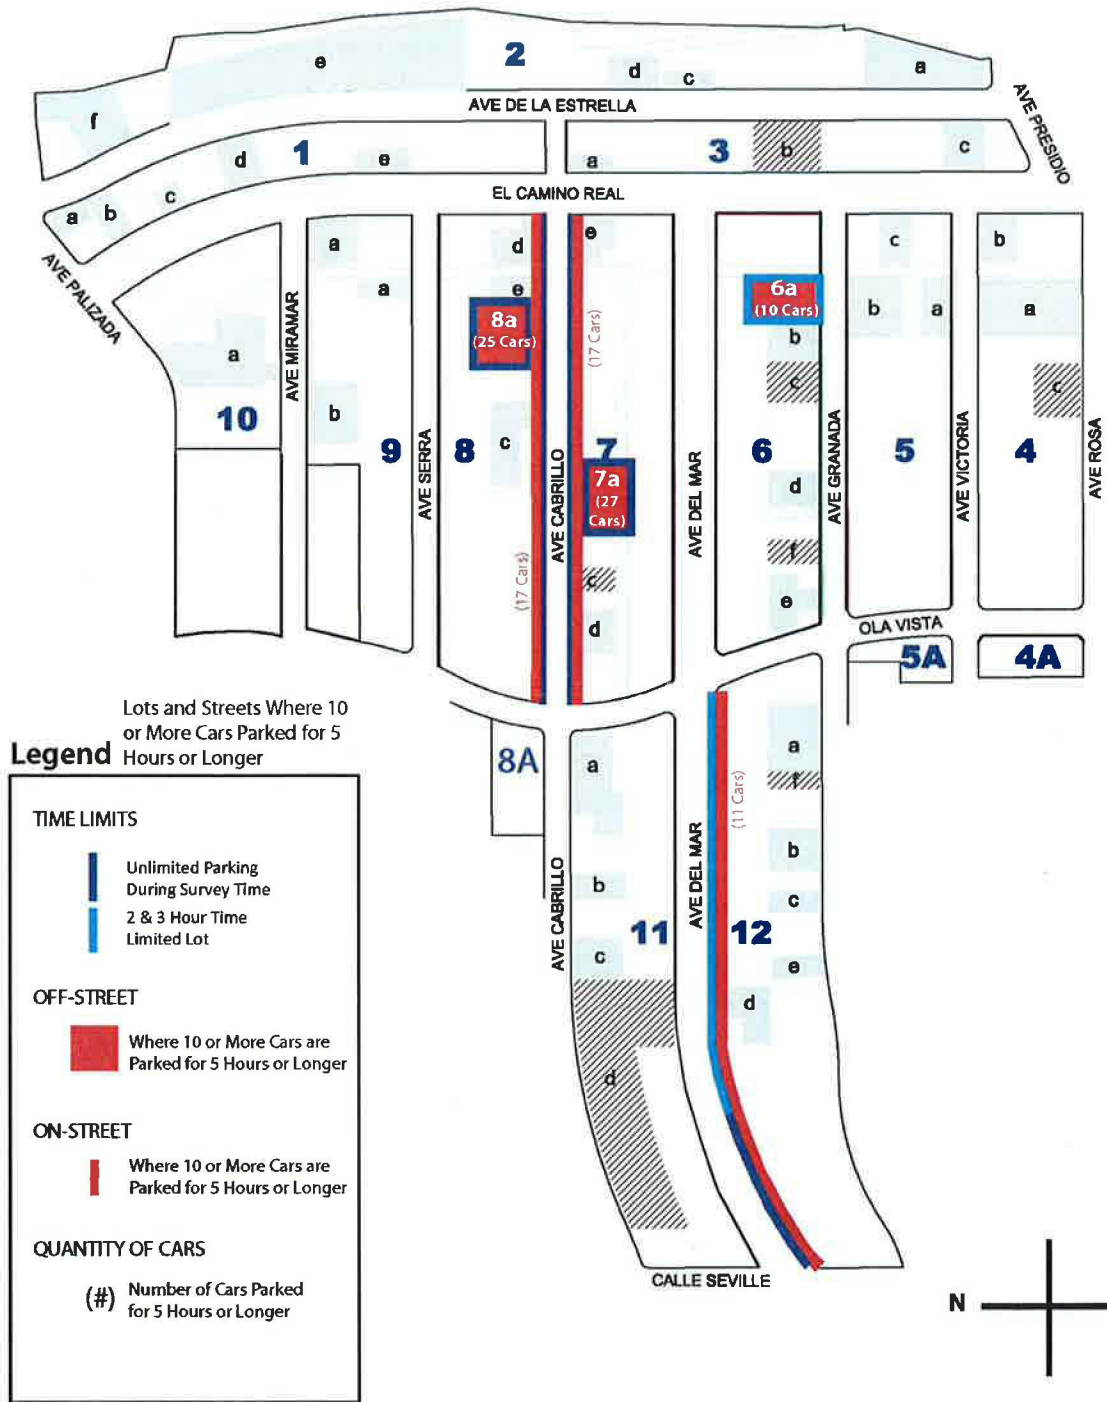 2
e
d
c
a
f
AVE DE LA ESTRELLA
AVE PRESIDIO
1
d
e
3
a
b
c
a
b
c
EL CAMINO REAL
AVE PALIZADA
a
10
AVE MIRAMAR
a
a
b
9
AVE SERRA
d
e
8a
(25 Cars)
c
8
(17 Cars)
AVE CABRILLO
e
(17 Cars)
7
7a
(27
Cars)
c
d
AVE DEL MAR
6a
(10 Cars)
b
c
6
d
f
e
AVE GRANADA
c
b
a
5
AVE VICTORIA
b
a
c
4
AVE ROSA
OLA VISTA
5A
4A
8A
a
b
c
11
d
AVE CABRILLO
AVE DEL MAR
(11 Cars)
a
f
b
c
12
e
d
CALLE SEVILLE
N
Lots and Streets Where 10
or More Cars Parked for 5
Hours or Longer
Legend
TIME LIMITS
Unlimited Parking
During Survey Time
2 & 3 Hour Time
Limited Lot
OFF-STREET
Where 10 or More Cars are
Parked for 5 Hours or Longer
ON-STREET
Where 10 or More Cars are
Parked for 5 Hours or Longer
QUANTITY OF CARS
(#) Number of Cars Parked
for 5 Hours or Longer